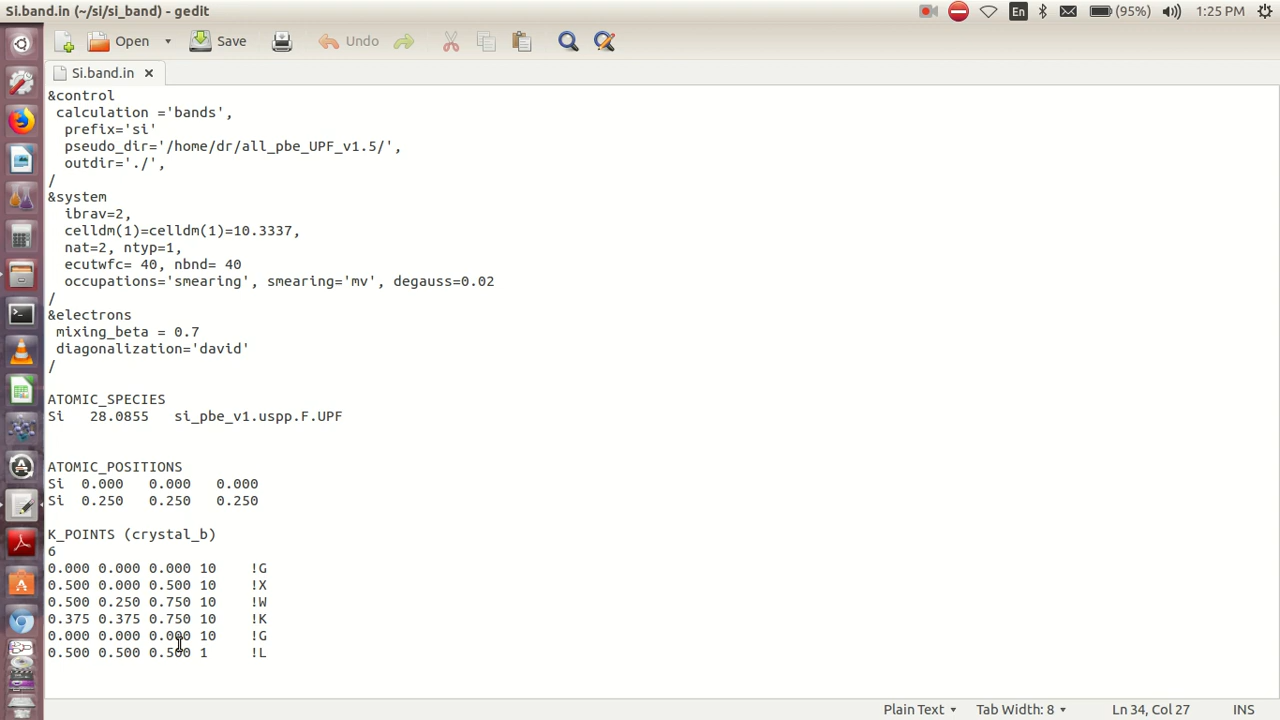 Si.band.in (~/si/si_band) - gedit
En
(95%)
1:25 PM
Open
Save
Undo
Si.band.in
&control
calculation ='bands',
prefix='si'
pseudo_dir='/home/dr/all_pbe_UPF_v1.5/',
outdir='./',
/
&system
ibrav=2,
celldm(1)=celldm(1)=10.3337,
nat=2, ntyp=1,
ecutwfc= 40, nbnd= 40
occupations='smearing', smearing='mv', degauss=0.02
/
&electrons
mixing_beta = 0.7
diagonalization='david'
/
ATOMIC_SPECIES
Si   28.0855   si_pbe_v1.uspp.F.UPF
ATOMIC_POSITIONS
Si  0.000   0.000   0.000
Si  0.250   0.250   0.250
K_POINTS (crystal_b)
6
0.000 0.000 0.000 10    !G
0.500 0.000 0.500 10    !X
0.500 0.250 0.750 10    !W
0.375 0.375 0.750 10    !K
0.000 0.000 0.000 10    !G
0.500 0.500 0.500 1     !L
Plain Text
Tab Width: 8
Ln 34, Col 27
INS